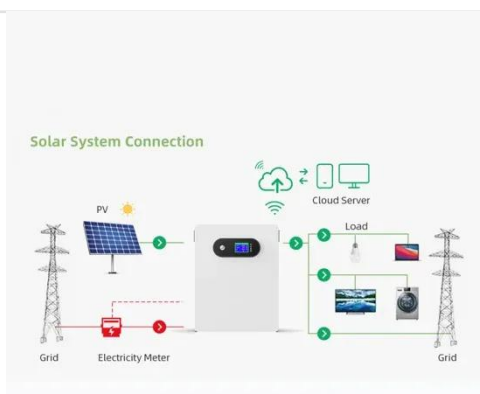 Solar System Connection
Cloud Server
PV
Load
Grid
Electricity Meter
Grid